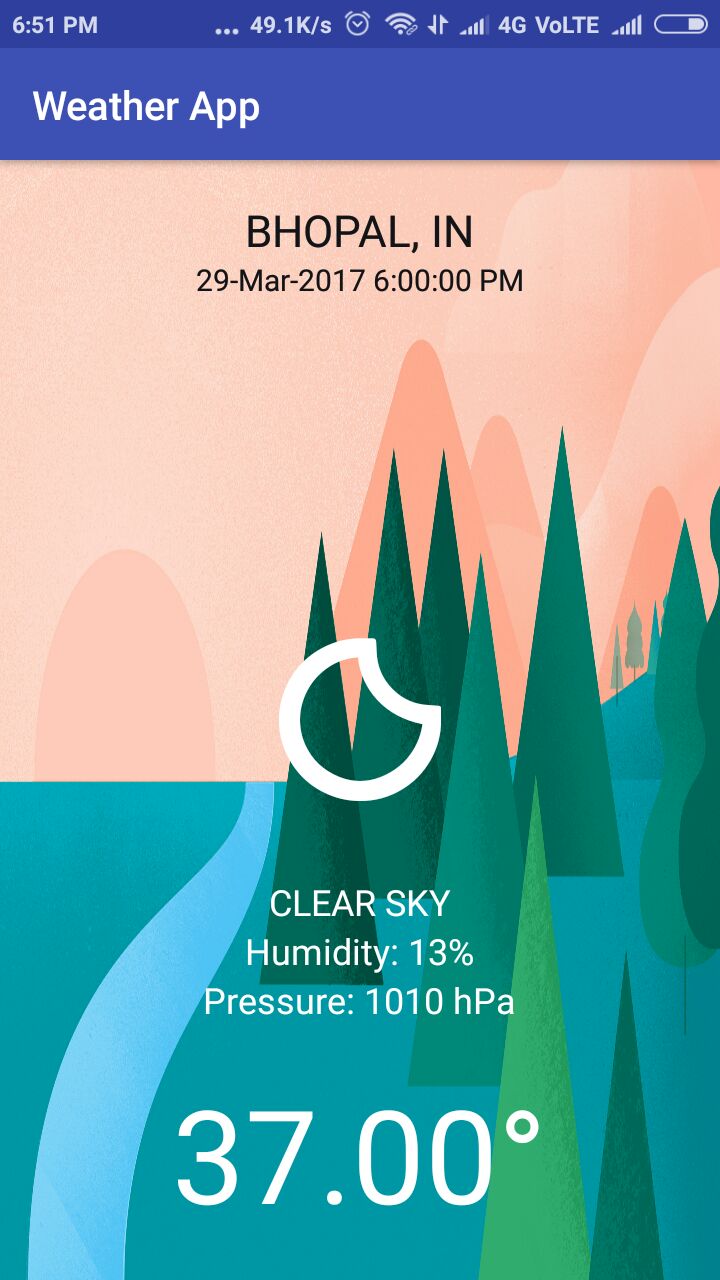 6:51 PM ... 49.1K/s 4G VoLTE
Weather App
BHOPAL, IN
29-Mar-2017 6:00:00 PM
CLEAR SKY
Humidity: 13%
Pressure: 1010 hPa
37.00°